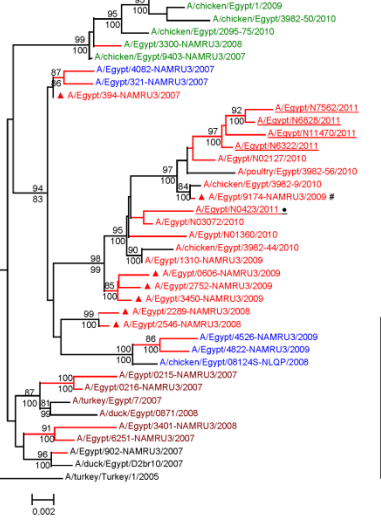 95
A/chicken/Egypt/1/2009
A/chicken/Egypt/3982-50/2010
100
A/chicken/Egypt/2095-75/2010
99
A/Egypt/3300-NAMRU3/2008
100
A/chicken/Egypt/9403-NAMRU3/2007
87
A/Egypt/4082-NAMRU3/2007
86
A/Egypt/321-NAMRU3/2007
▲ A/Egypt/394-NAMRU3/2007
92
A/Egypt/N7562/2011
100
A/Egypt/N6828/2011
97
A/Egypt/N11470/2011
100
A/Egypt/N6322/2011
A/Egypt/N02127/2010
97
A/poultry/Egypt/3982-56/2010
84
A/chicken/Egypt/3982-9/2010
100
▲ A/Egypt/9174-NAMRU3/2009 #
94
83
A/Egypt/N0423/2011 ●
A/Egypt/N03072/2010
95
100
A/Egypt/N01360/2010
90
A/chicken/Egypt/3982-44/2010
100
A/Egypt/1310-NAMRU3/2009
98
99
▲ A/Egypt/0606-NAMRU3/2009
85
▲ A/Egypt/2752-NAMRU3/2009
100
▲ A/Egypt/3450-NAMRU3/2009
99
▲ A/Egypt/2289-NAMRU3/2008
100
▲ A/Egypt/2546-NAMRU3/2008
86
A/Egypt/4526-NAMRU3/2009
100
100
A/Egypt/4822-NAMRU3/2009
100
A/chicken/Egypt/08124S-NLQP/2008
100
A/Egypt/0215-NAMRU3/2007
100
A/Egypt/0216-NAMRU3/2007
87
100
81
A/turkey/Egypt/7/2007
99
A/duck/Egypt/0871/2008
91
A/Egypt/3401-NAMRU3/2008
100
A/Egypt/6251-NAMRU3/2007
96
A/Egypt/902-NAMRU3/2007
100
A/duck/Egypt/D2br10/2007
A/turkey/Turkey/1/2005
0.002